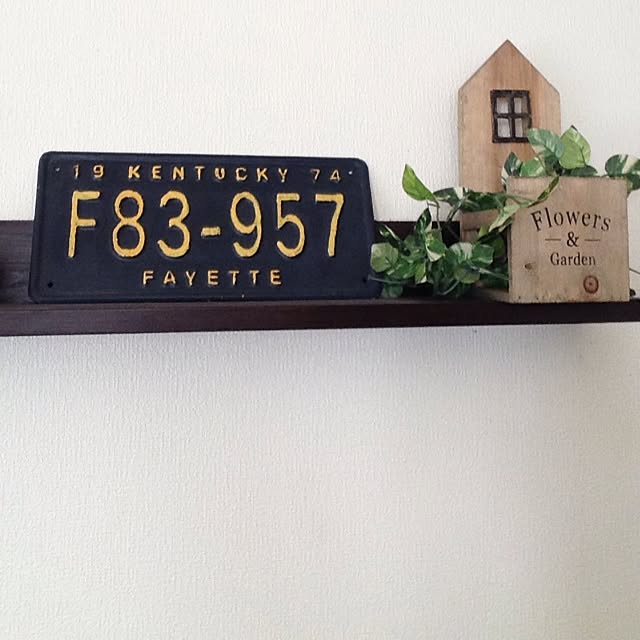 19 KENTUCKY 74
F83-957
FAYETTE
Flowers
&
Garden